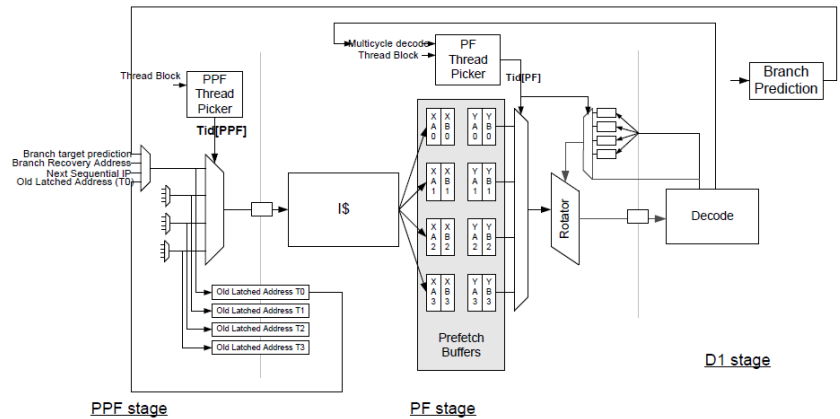 Multicycle decode
Thread Block
PF
Thread
Picker
Tid[PF]
Branch
Prediction
Thread Block
PPF
Thread
Picker
Tid[PPF]
Branch target prediction
Branch Recovery Address
Next Sequential IP
Old Latched Address (T0)
I$
X X
A B
0 0
Y Y
A B
0 0
X X
A B
1 1
Y Y
A B
1 1
X X
A B
2 2
Y Y
A B
2 2
X X
A B
3 3
Y Y
A B
3 3
Prefetch
Buffers
Rotator
Decode
Old Latched Address T0
Old Latched Address T1
Old Latched Address T2
Old Latched Address T3
PPF stage
PF stage
D1 stage